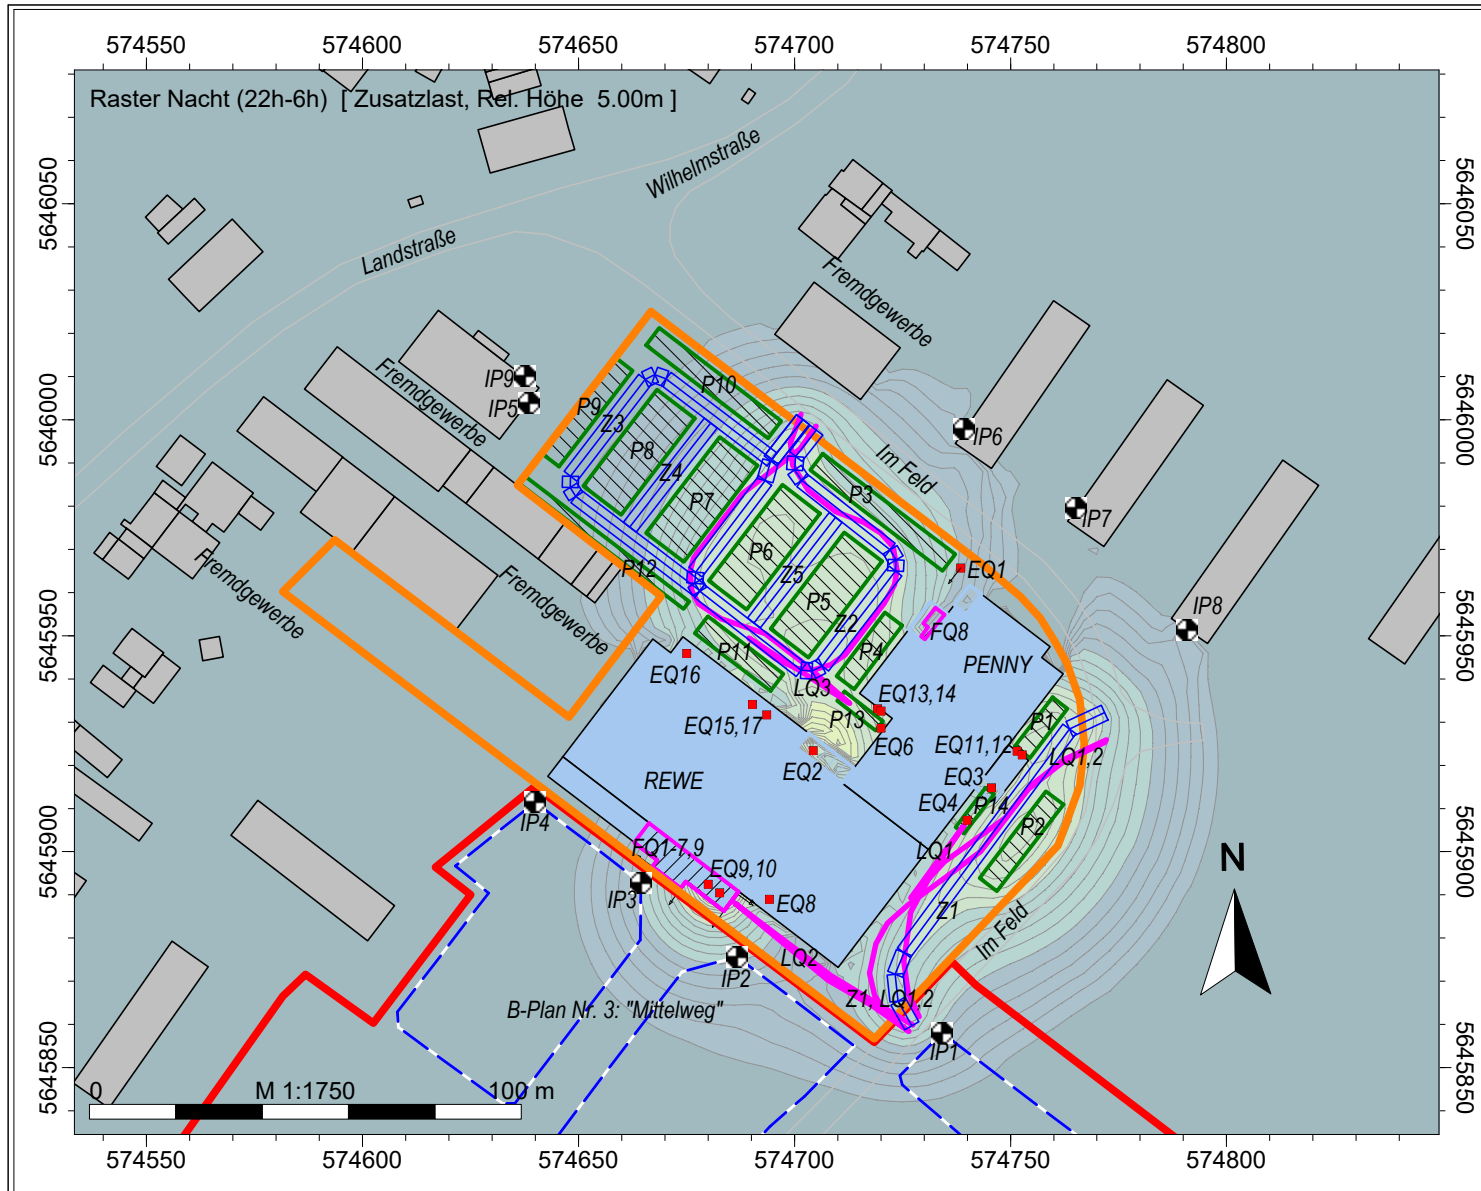 574550 574600 574650 574700 574750 574800
Raster Nacht (22h-6h) [ Zusatzlast, Rel. Höhe 5.00m ]
5646050
5646000
5645950
5645900
5645850
5646050
5646000
5645950
5645900
5645850
Wilhelmstraße
Landstraße
Fremdgewerbe
Fremdgewerbe
Fremdgewerbe
Fremdgewerbe
IP9
IP5
P10
P9
Z3
P8
Z4
P7
P3
Im Feld
IP6
IP7
IP8
P6
Z5
P5
Z2
P12
EQ1
FQ8
P4
PENNY
P11
EQ16
LQ3
EQ13,14
P13
EQ15,17
EQ6
EQ2
P1
EQ11,12
LQ1,2
EQ3
EQ4
P14
P2
REWE
LQ1
IP4
FQ1-7,9
EQ9,10
IP3
EQ8
Z1
Im Feld
LQ2
IP2
Z1, LQ1,2
B-Plan Nr. 3: "Mittelweg"
IP1
N
0 M 1:1750 100 m
574550 574600 574650 574700 574750 574800